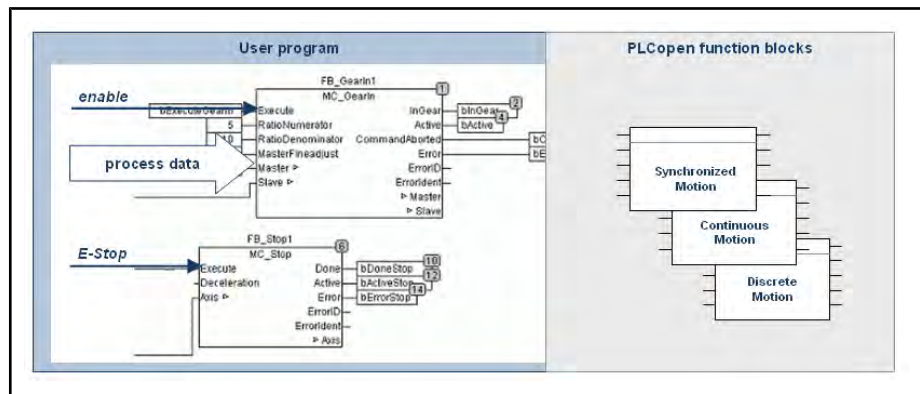 User program
PLCopen function blocks
FB_GearIn1
MC_GearIn
1
enable
Execute
InGear
bInGear
2
5
RatioNumerator
Active
bActive
4
RatioDenominator
CommandAborted
process data
MasterFineadjust
Error
Master
ErrorID
Slave
ErrorIdent
Master
Slave
Synchronized
Motion
Continuous
Motion
Discrete
Motion
FB_Stop1
MC_Stop
6
E-Stop
Execute
Done
bDoneStop
10
Deceleration
Active
bActiveStop
12
Axis
Error
bErrorStop
14
ErrorID
ErrorIdent
Axis